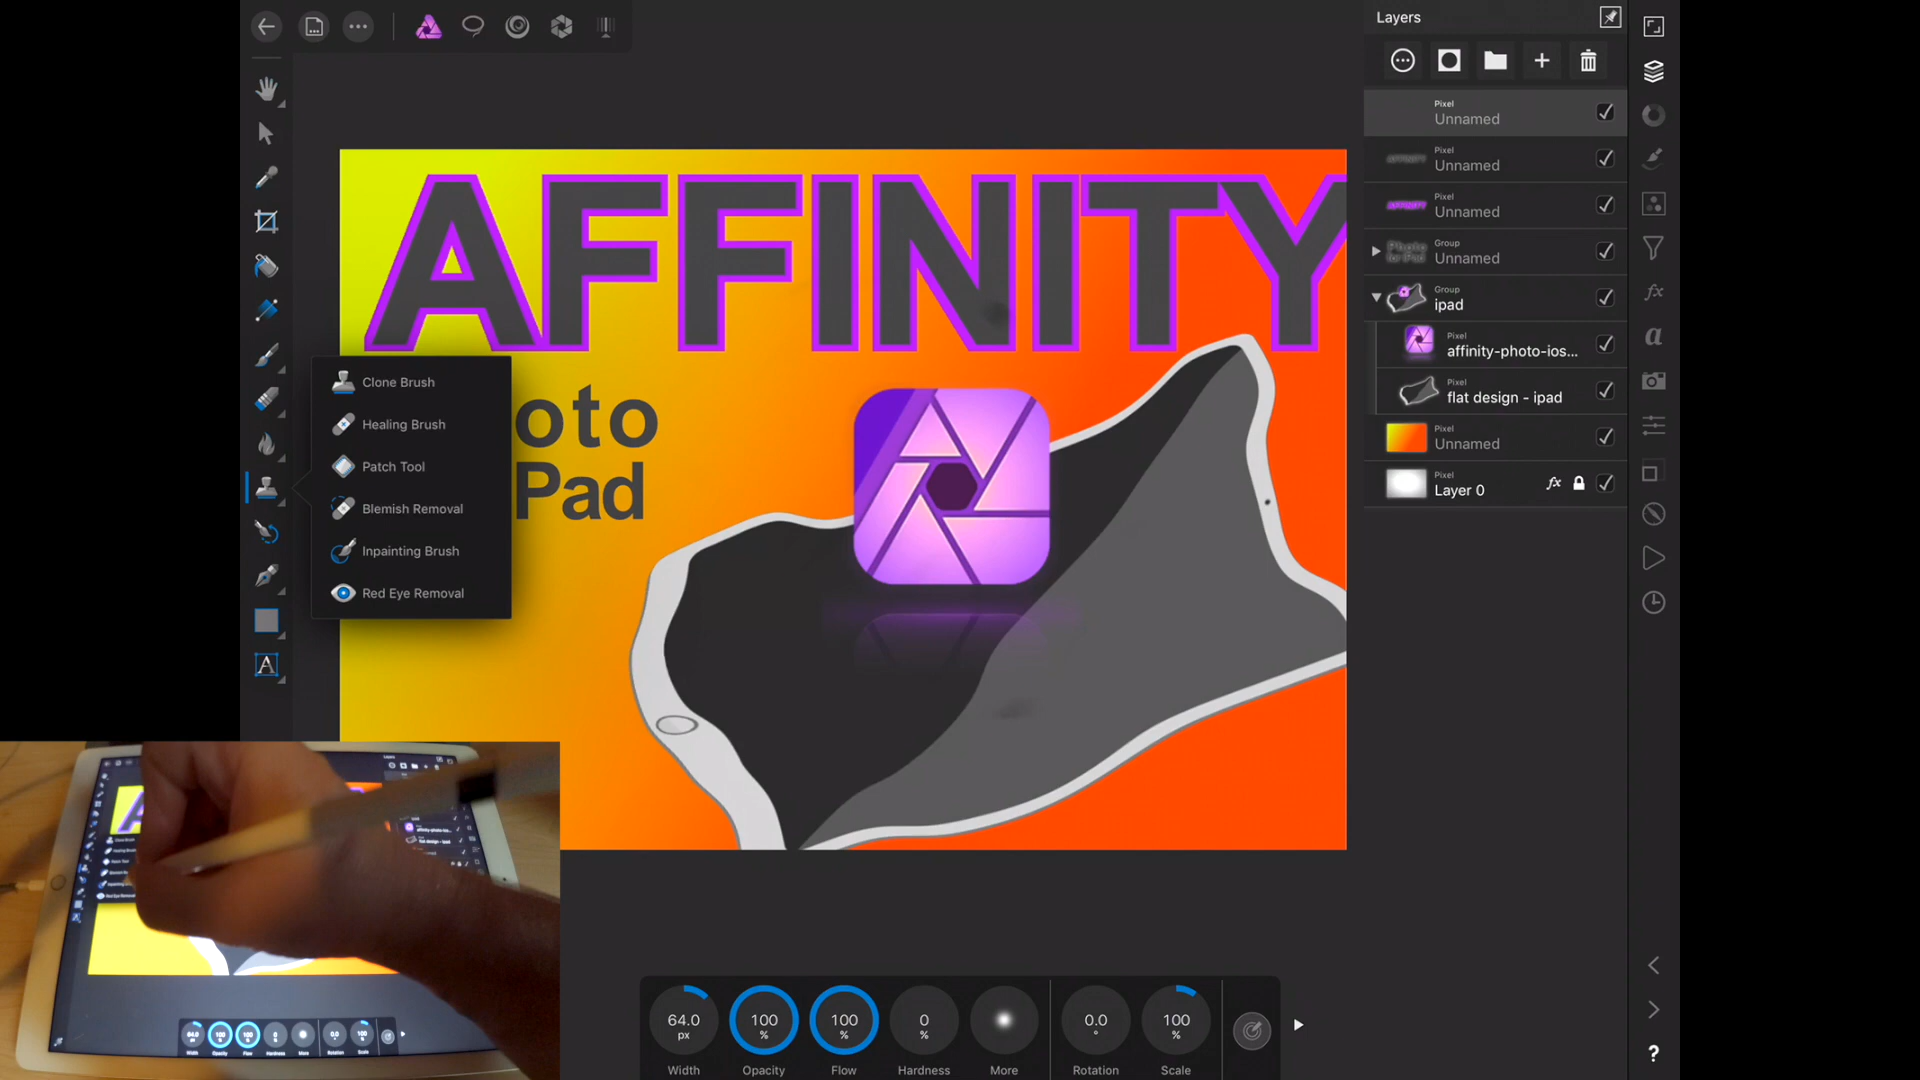 Layers
Pixel
Unnamed
Pixel
Unnamed
Pixel
Unnamed
Group
Unnamed
Group
ipad
Pixel
affinity-photo-ios...
Pixel
flat design - ipad
Pixel
Unnamed
Pixel
Layer 0
fx
fx
a
A
?
AFFINITY
oto
Pad
Clone Brush
Healing Brush
Patch Tool
Blemish Removal
Inpainting Brush
Red Eye Removal
64.0
px
100
%
100
%
0
%
0.0
°
100
%
Width
Opacity
Flow
Hardness
More
Rotation
Scale